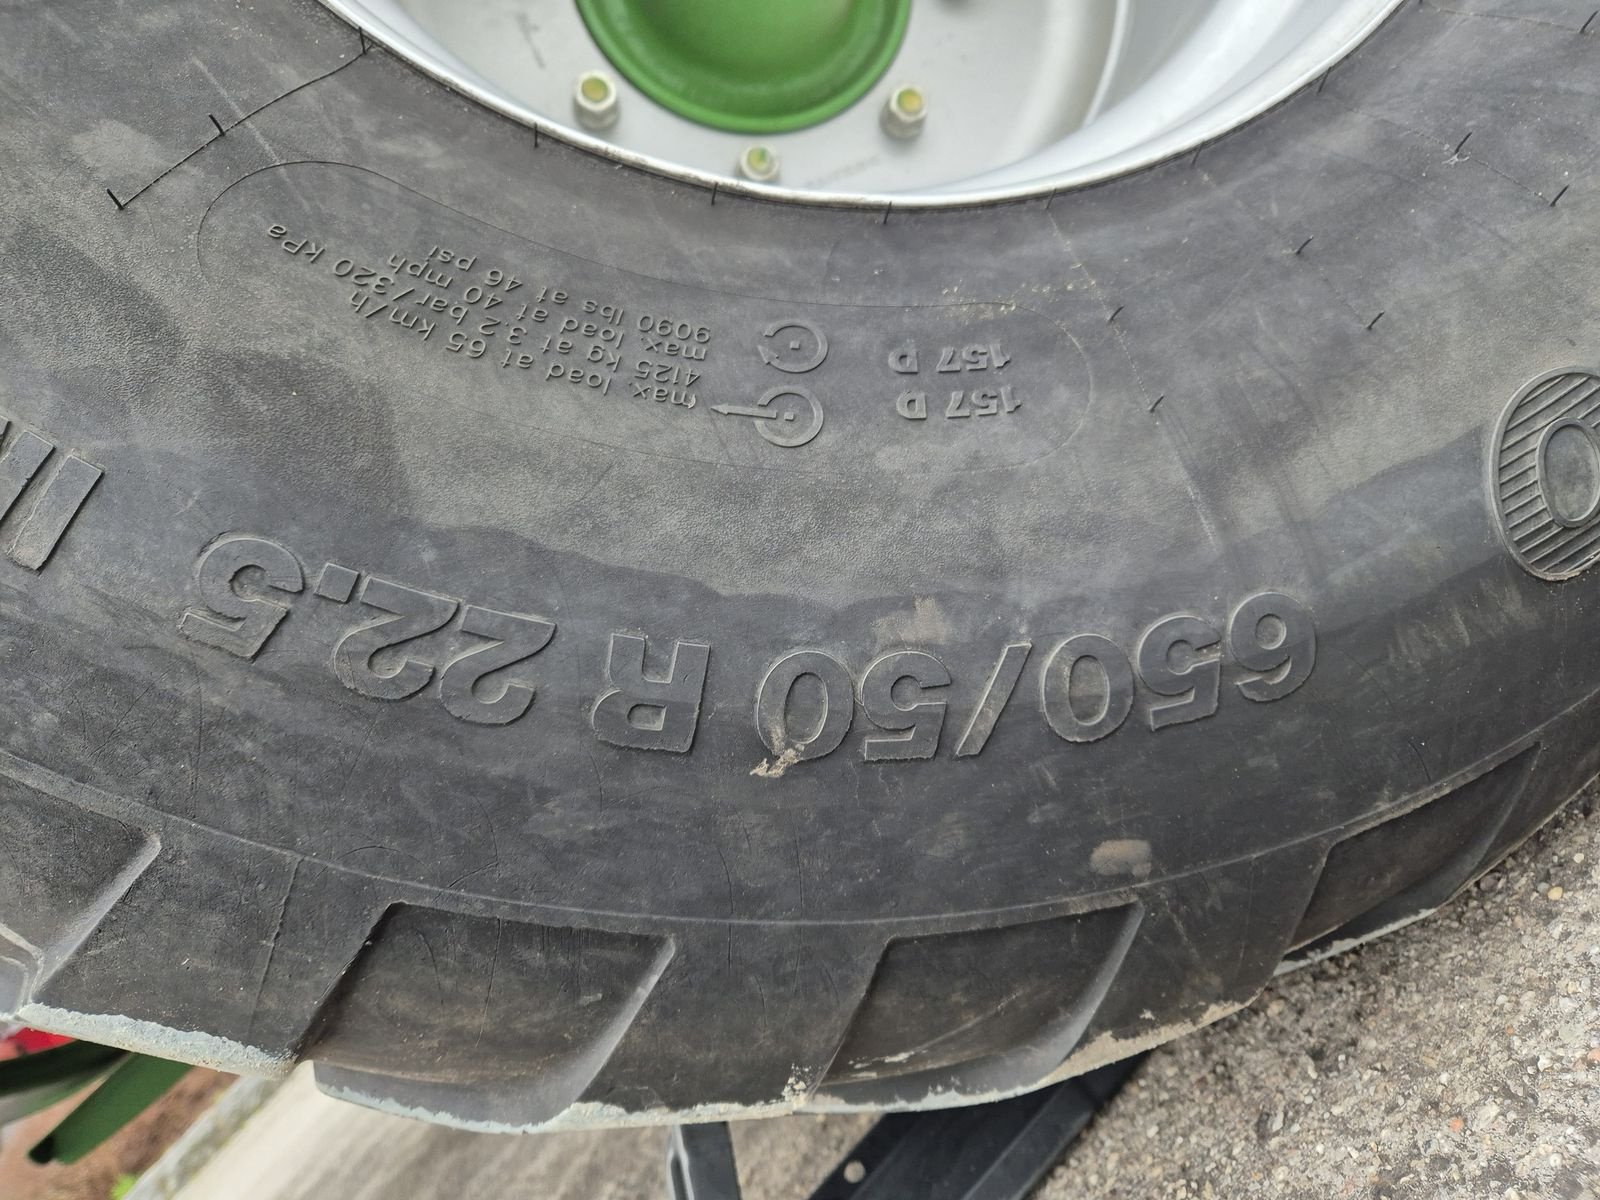 650/50 R 22.5
157 D
157 D
max. load at 65 km/h
4125 kg at 3.2 bar/320 kPa
max. load at 40 mph
9090 lbs at 46 psi